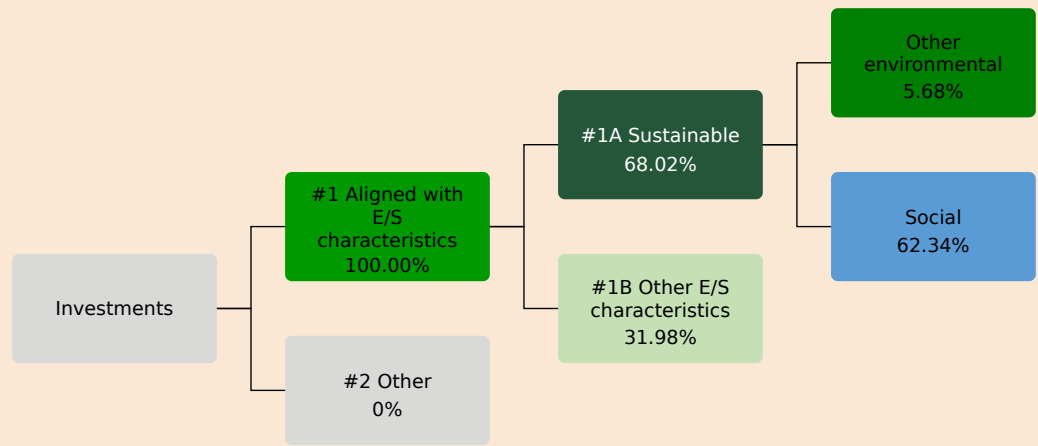 Investments
#1 Aligned with
E/S
characteristics
100.00%
#2 Other
0%
#1A Sustainable
68.02%
#1B Other E/S
characteristics
31.98%
Other
environmental
5.68%
Social
62.34%